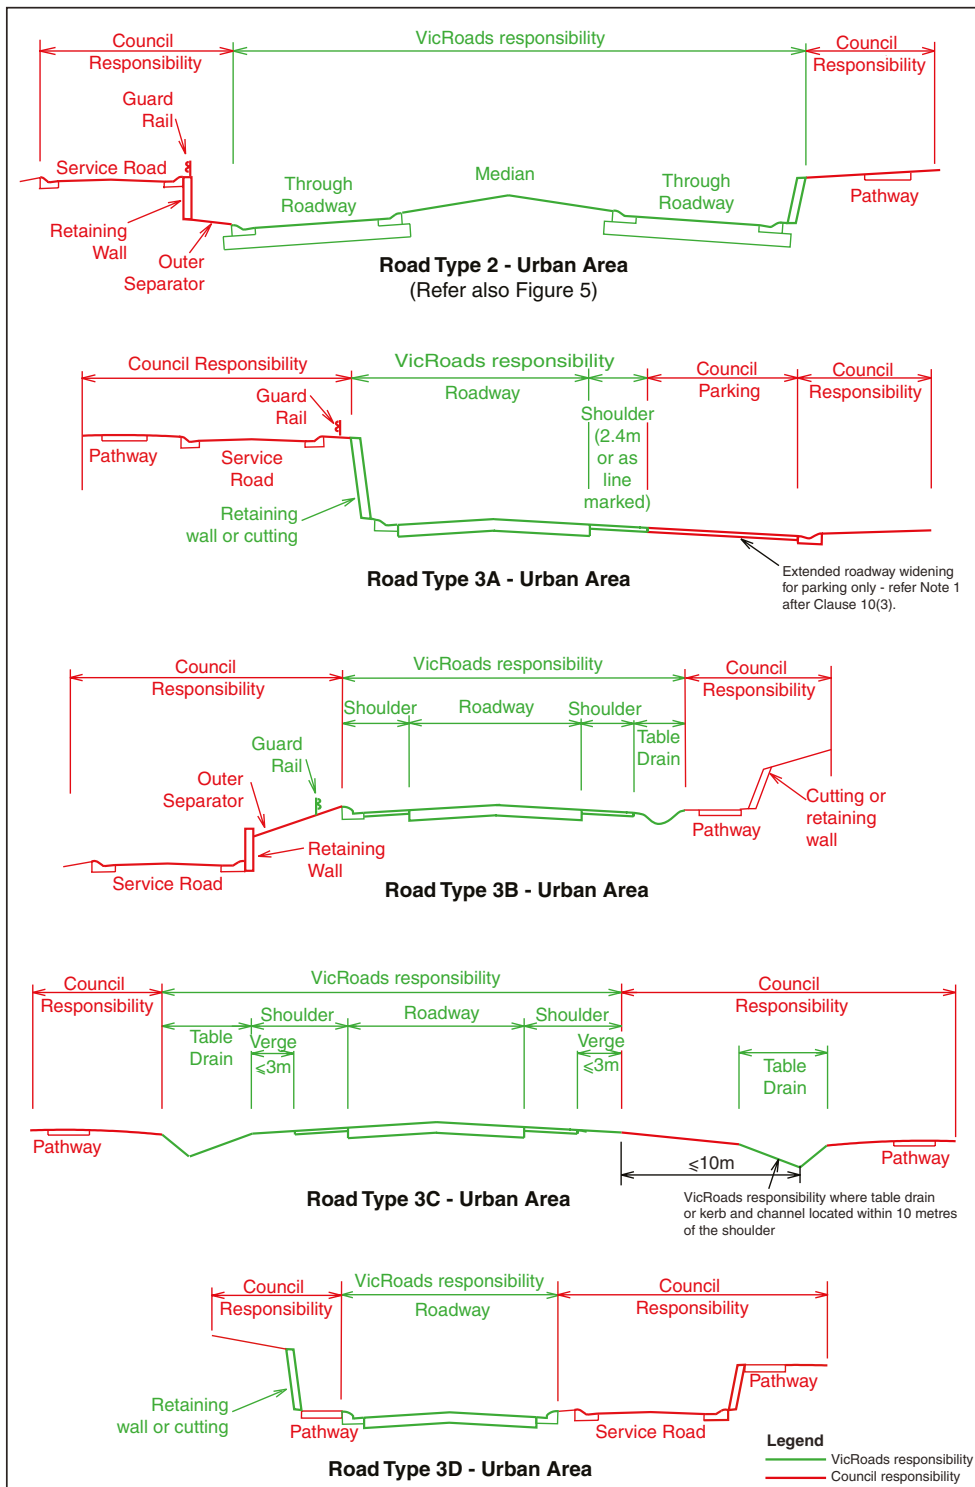 Council
Responsibility
VicRoads responsibility
Council
Responsibility
Guard
Rail
Service Road
Retaining
Wall
Outer
Separator
Through
Roadway
Median
Through
Roadway
Pathway
Road Type 2 - Urban Area
(Refer also Figure 5)
Council Responsibility
VicRoads responsibility
Council
Parking
Council
Responsibility
Roadway
Guard
Rail
Shoulder
(2.4m
or as
line
marked)
Pathway
Service
Road
Retaining
wall or cutting
Extended roadway widening
for parking only - refer Note 1
after Clause 10(3).
Road Type 3A - Urban Area
Council
Responsibility
VicRoads responsibility
Council
Responsibility
Shoulder
Roadway
Shoulder
Table
Drain
Guard
Rail
Outer
Separator
Retaining
Wall
Service Road
Pathway
Cutting or
retaining
wall
Road Type 3B - Urban Area
Council
Responsibility
VicRoads responsibility
Council
Responsibility
Table
Drain
Shoulder
Verge
⩽3m
Roadway
Shoulder
Verge
⩽3m
Table
Drain
Pathway
⩽10m
Pathway
VicRoads responsibility where table drain
or kerb and channel located within 10 metres
of the shoulder
Road Type 3C - Urban Area
Council
Responsibility
VicRoads responsibility
Roadway
Council
Responsibility
Retaining
wall or cutting
Pathway
Service Road
Pathway
Road Type 3D - Urban Area
Legend
VicRoads responsibility
Council responsibility